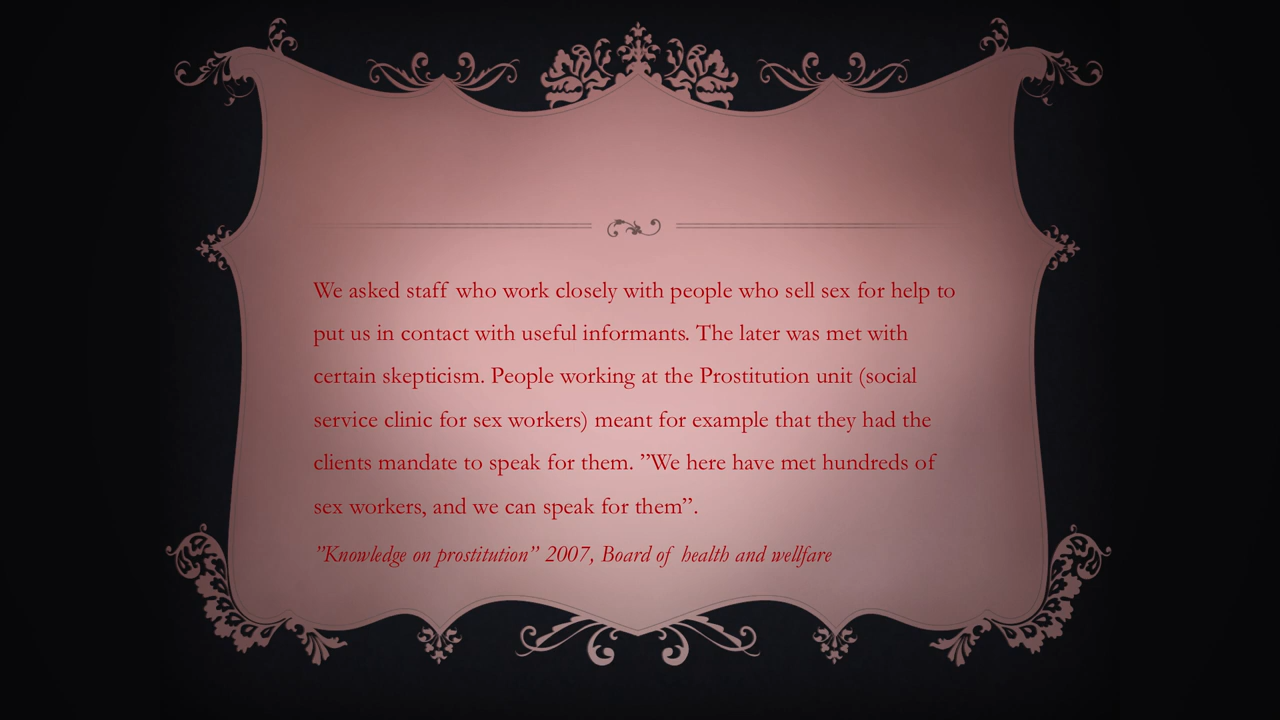 We asked staff who work closely with people who sell sex for help to
put us in contact with useful informants. The later was met with
certain skepticism. People working at the Prostitution unit (social
service clinic for sex workers) meant for example that they had the
clients mandate to speak for them. ”We here have met hundreds of
sex workers, and we can speak for them”.
”Knowledge on prostitution” 2007, Board of health and wellfare